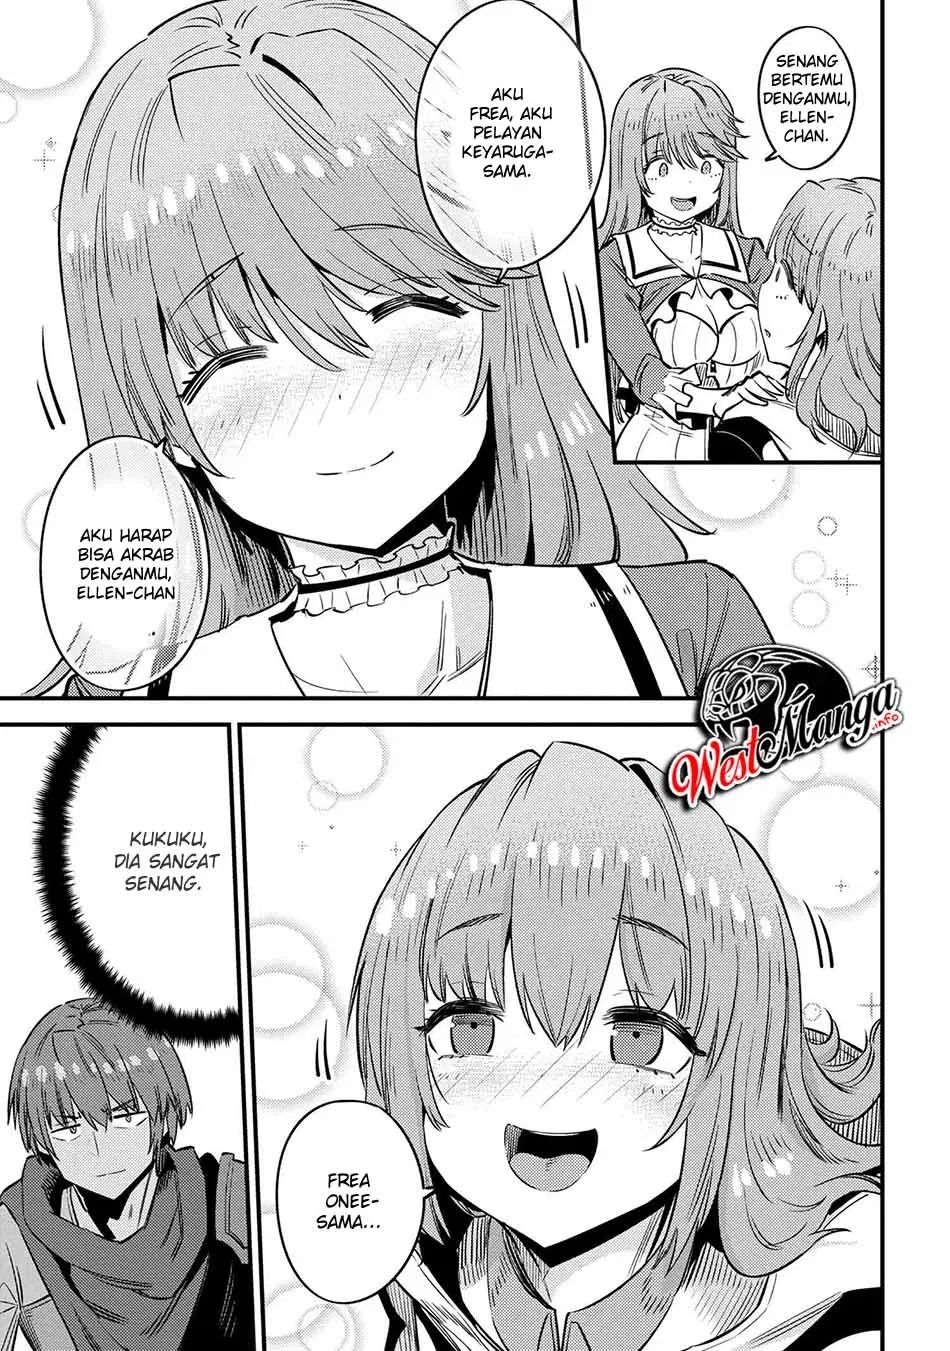 SENANG
BERTEMU
DENGANMU,
ELLEN-
CHAN.
AKU
FREA, AKU
PELAYAN
KEYARUGA-
SAMA.
AKU HARAP
BISA AKRAB
DENGANMU,
ELLEN-CHAN
WestManga
.info
FREA
ONEE-
SAMA...
KUKUKU,
DIA SANGAT
SENANG.